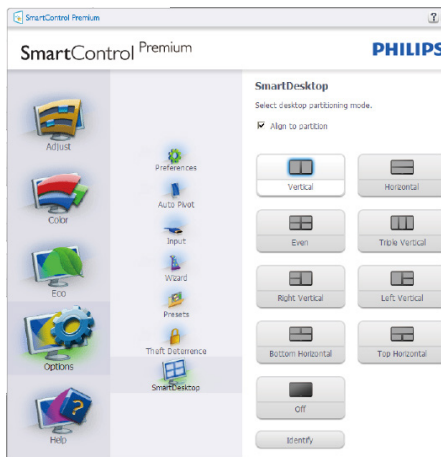 SmartControl Premium
?
SmartControl Premium
PHILIPS
Adjust
Color
Eco
Options
Help
Preferences
Auto Pivot
Input
Wizard
Presets
Theft Deterrence
SmartDesktop
SmartDesktop
Select desktop partitioning mode.
Align to partition
Vertical
Horizontal
Even
Triple Vertical
Right Vertical
Left Vertical
Bottom Horizontal
Top Horizontal
Off
Identify